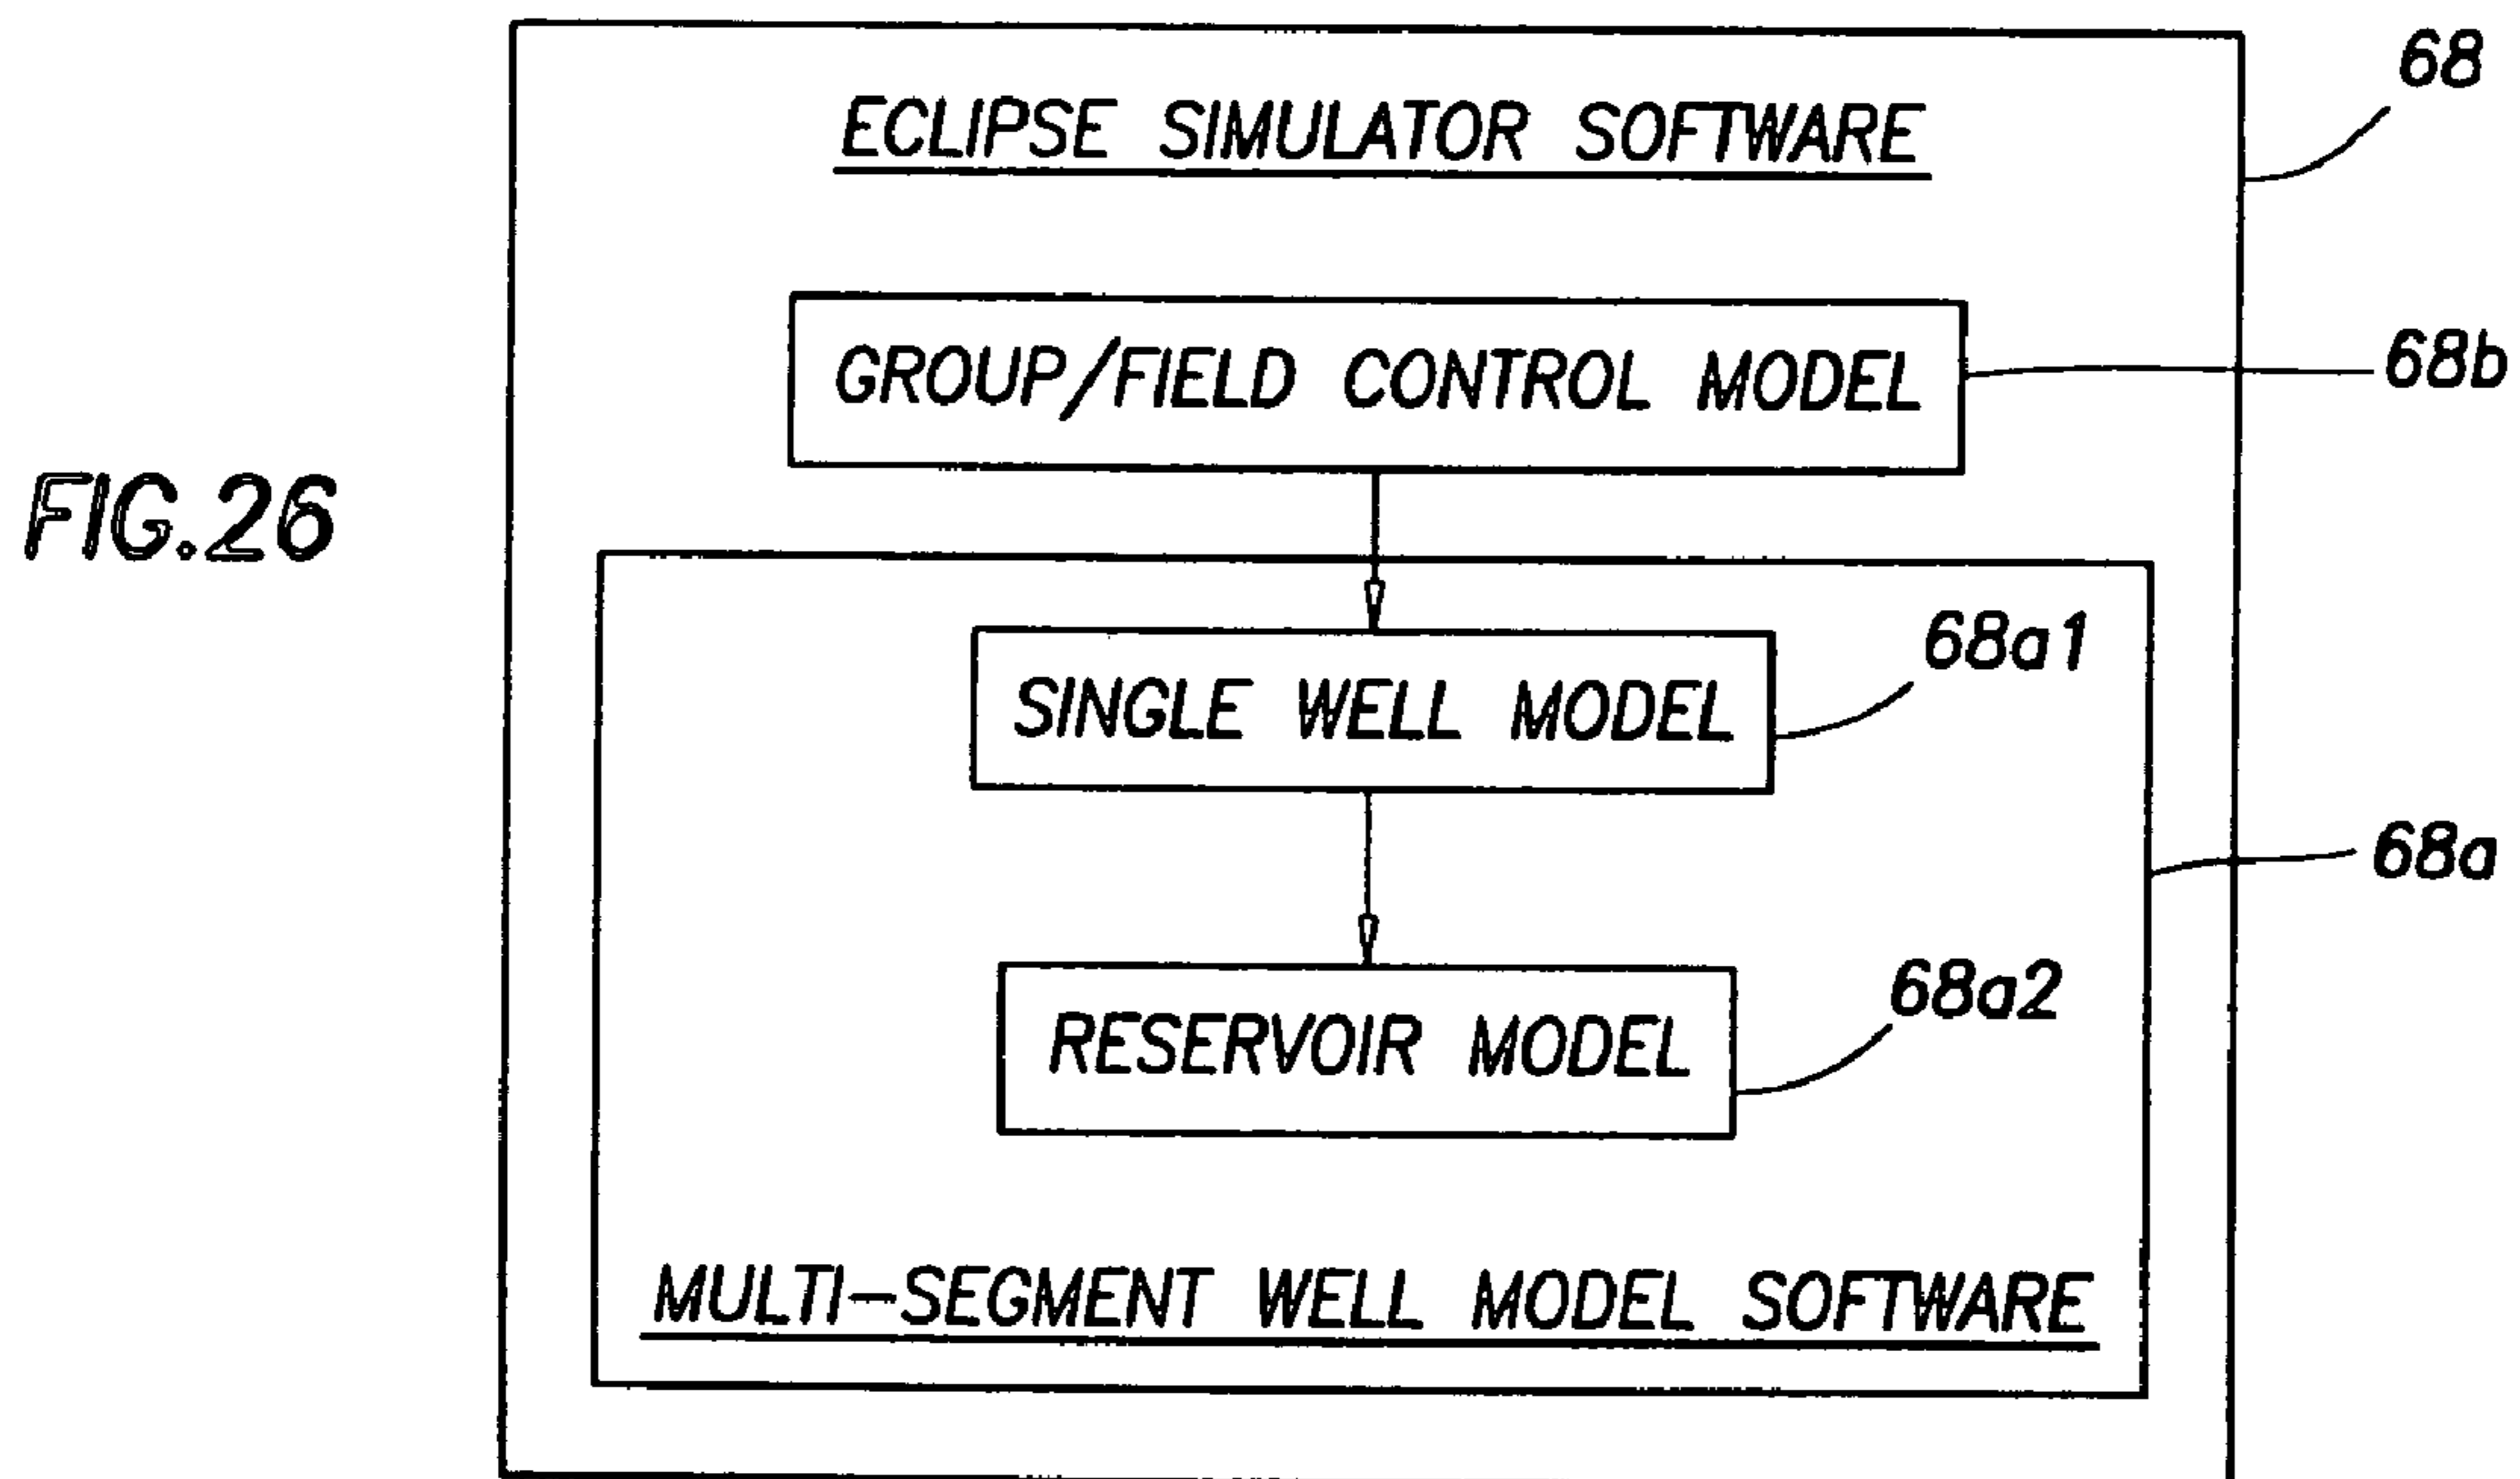 68
ECLIPSE SIMULATOR SOFTWARE
GROUP/FIELD CONTROL MODEL
68b
FIG.26
SINGLE WELL MODEL
68a1
68a
RESERVOIR MODEL
68a2
MULTI-SEGMENT WELL MODEL SOFTWARE